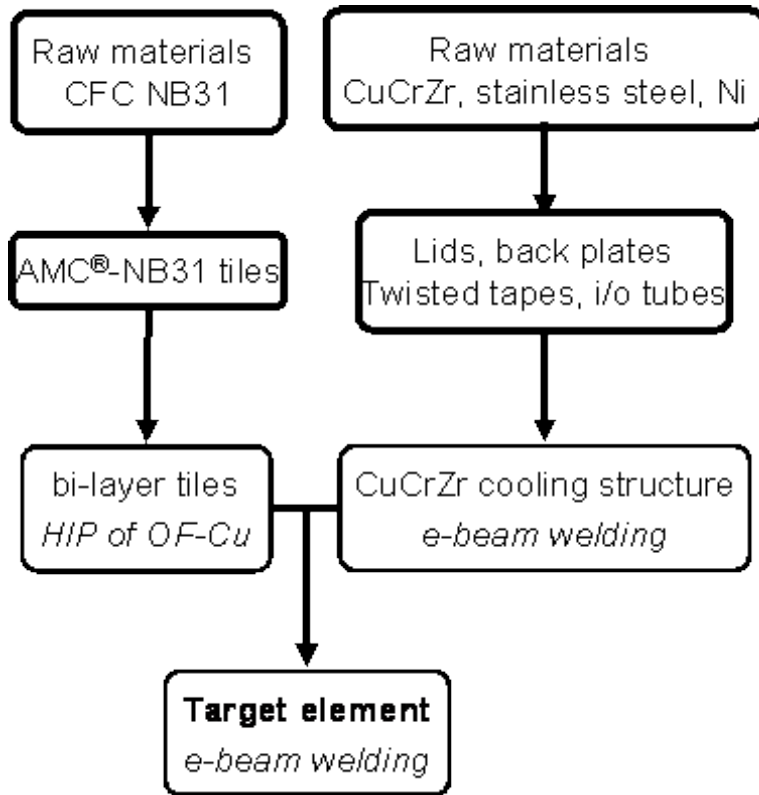 Raw materials
CFC NB31
Raw materials
CuCrZr, stainless steel, Ni
AMC®-NB31 tiles
Lids, back plates
Twisted tapes, i/o tubes
bi-layer tiles
HIP of OF-Cu
CuCrZr cooling structure
e-beam welding
Target element
e-beam welding